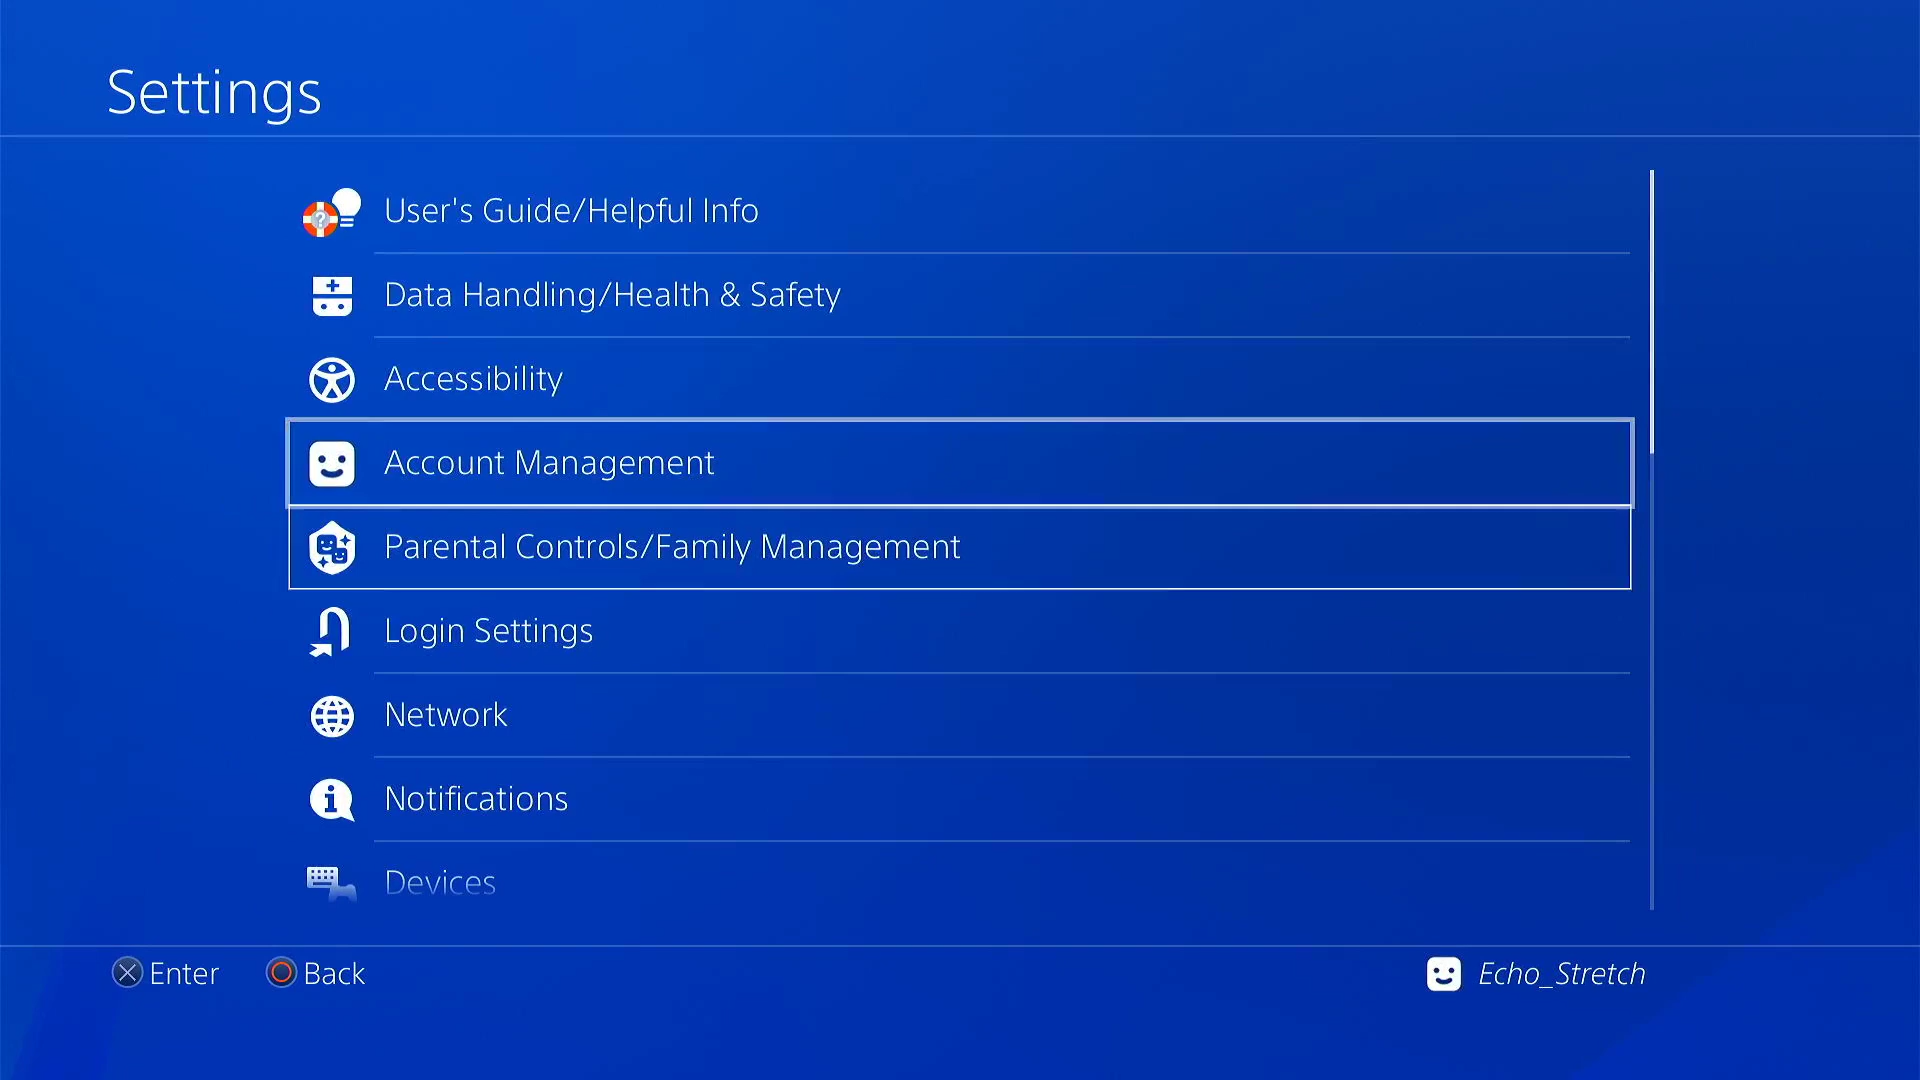 Settings
User's Guide/Helpful Info
Data Handling/Health & Safety
Accessibility
Account Management
Parental Controls/Family Management
Login Settings
Network
Notifications
Devices
Enter
Back
Echo_Stretch